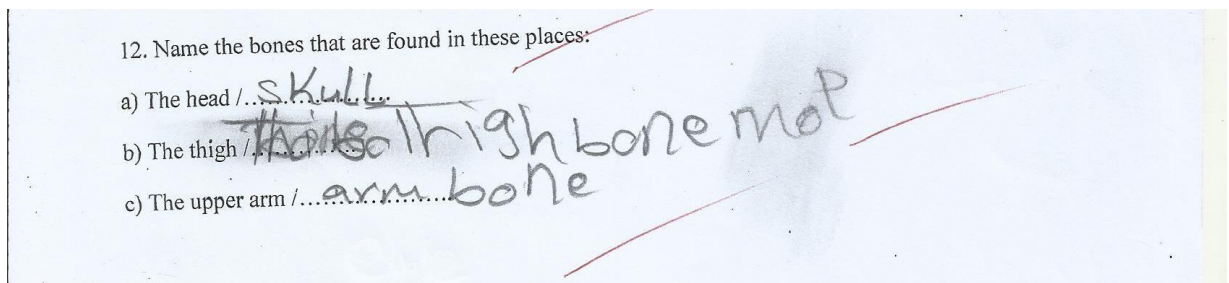 12. Name the bones that are found in these places:
a) The head /....skull....
b) The thigh /.............. Thigh bone
c) The upper arm /....arm bone